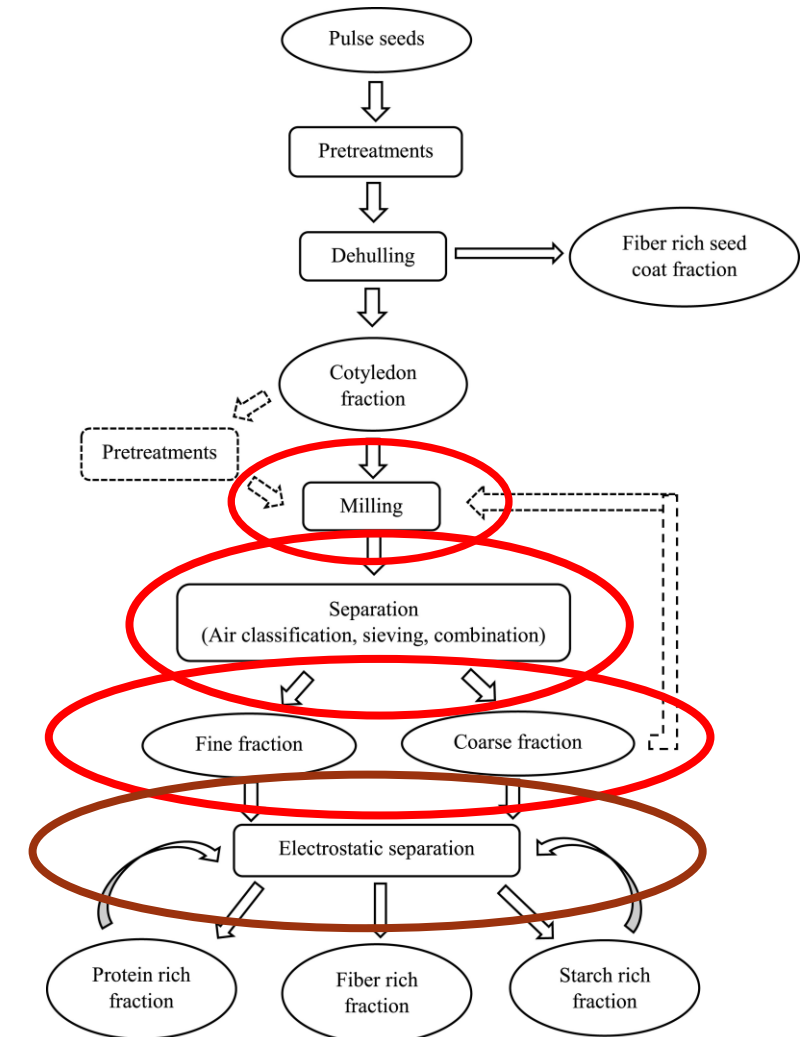 Pulse seeds
Pretreatments
Dehulling
Fiber rich seed
coat fraction
Cotyledon
fraction
Pretreatments
Milling
Separation
(Air classification, sieving, combination)
Fine fraction
Coarse fraction
Electrostatic separation
Protein rich
fraction
Fiber rich
fraction
Starch rich
fraction